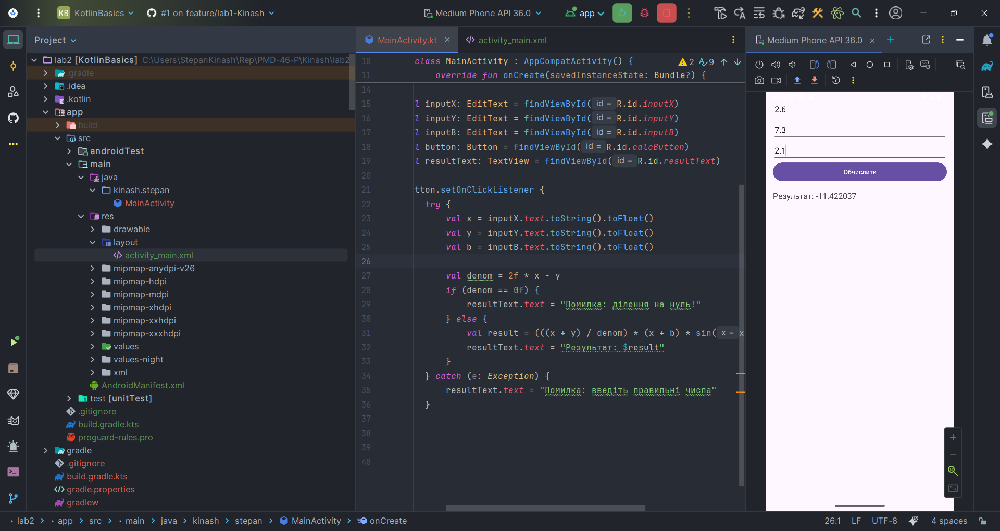 KB KotlinBasics
#1 on feature/lab1-Kinash
Medium Phone API 36.0
app
Project
MainActivity.kt
activity_main.xml
Medium Phone API 36.0
lab2 [KotlinBasics] C:\Users\StepanKinash\Rep\PMD-46-P\Kinash\lab2
.gradle
.idea
.kotlin
app
build
src
androidTest
main
java
kinash.stepan
MainActivity
res
drawable
layout
activity_main.xml
mipmap-anydpi-v26
mipmap-hdpi
mipmap-mdpi
mipmap-xhdpi
mipmap-xxhdpi
mipmap-xxxhdpi
values
values-night
xml
AndroidManifest.xml
test [unitTest]
.gitignore
build.gradle.kts
proguard-rules.pro
gradle
.gitignore
build.gradle.kts
gradle.properties
gradlew
10 class MainActivity : AppCompatActivity() {
2 9
11 override fun onCreate(savedInstanceState: Bundle?) {
14
15 l inputX: EditText = findViewById( id = R.id.inputX)
16 l inputY: EditText = findViewById( id = R.id.inputY)
17 l inputB: EditText = findViewById( id = R.id.inputB)
18 l button: Button = findViewById( id = R.id.calcButton)
19 l resultText: TextView = findViewById( id = R.id.resultText)
20
21 tton.setOnClickListener {
22 try {
23 val x = inputX.text.toString().toFloat()
24 val y = inputY.text.toString().toFloat()
25 val b = inputB.text.toString().toFloat()
26
27 val denom = 2f * x - y
28 if (denom == 0f) {
29 resultText.text = "Помилка: ділення на нуль!"
30 } else {
31 val result = (((x + y) / denom) * (x + b) * sin( x = x
32 resultText.text = "Результат: $result"
33 }
34 } catch (e: Exception) {
35 resultText.text = "Помилка: введіть правильні числа"
36 }
37
38
39
40
2.6
7.3
2.1
Обчислити
Результат: -11.422037
lab2 > app > src > main > java > kinash > stepan > MainActivity > onCreate
26:1 LF UTF-8 4 spaces